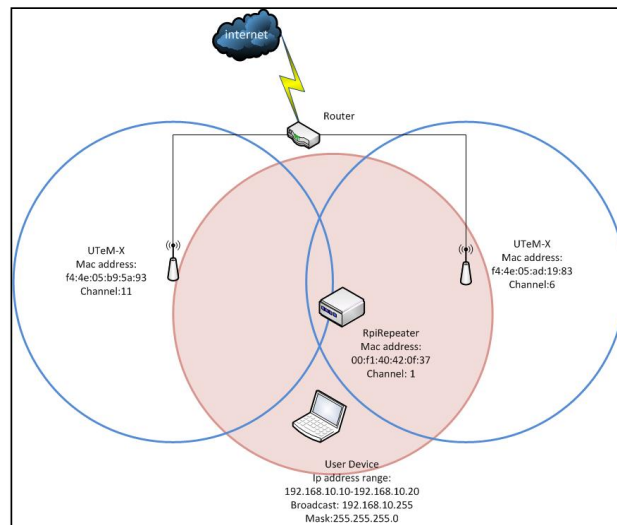 internet
Router
UTeM-X
Mac address:
f4:4e:05:b9:5a:93
Channel:11
UTeM-X
Mac address:
f4:4e:05:ad:19:83
Channel:6
RpiRepeater
Mac address:
00:f1:40:42:0f:37
Channel: 1
User Device
Ip address range:
192.168.10.10-192.168.10.20
Broadcast: 192.168.10.255
Mask:255.255.255.0